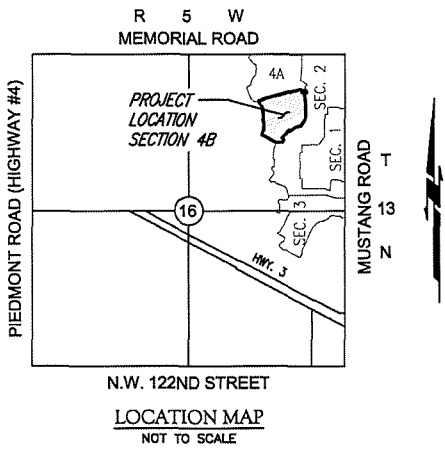 R 5 W
MEMORIAL ROAD
4A
SEC. 2
PROJECT
LOCATION
SECTION 4B
SEC. 1
PIEDMONT ROAD (HIGHWAY #4)
MUSTANG ROAD
T
13
N
16
SEC. 3
HWY. 3
N.W. 122ND STREET
LOCATION MAP
NOT TO SCALE